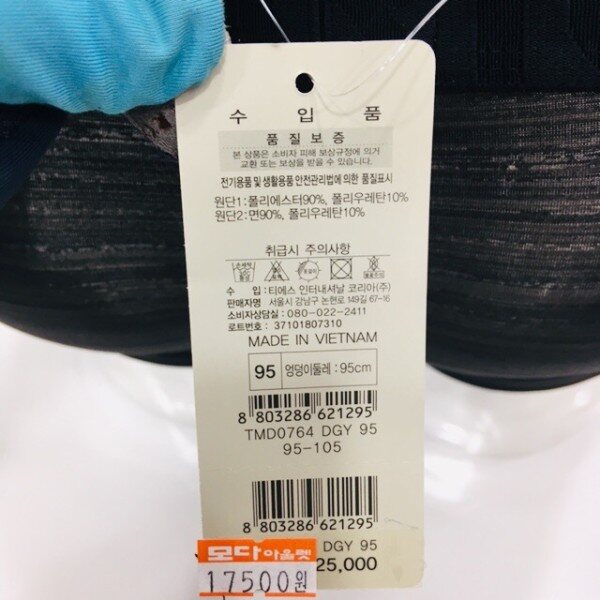 수 입 품
품 질 보 증
본 상품은 소비자 피해 보상규정에 의거
교환 또는 보상을 받을 수 있습니다.
전기용품 및 생활용품 안전관리법에 의한 품질표시
원단1 : 폴리에스터90%, 폴리우레탄10%
원단2 : 면90%, 폴리우레탄10%
취급시 주의사항
수 입 : 티에스 인터내셔날 코리아(주)
판매자명 서울시 강남구 논현로 149길 67-16
소비자상담실 : 080-022-2411
로트번호 : 37101807310
MADE IN VIETNAM
95 엉덩이둘레 : 95cm
8 803286 621295
TMD0764 DGY 95
95-105
8 803286 621295
DGY 95
25,000
모다아울렛
17500원